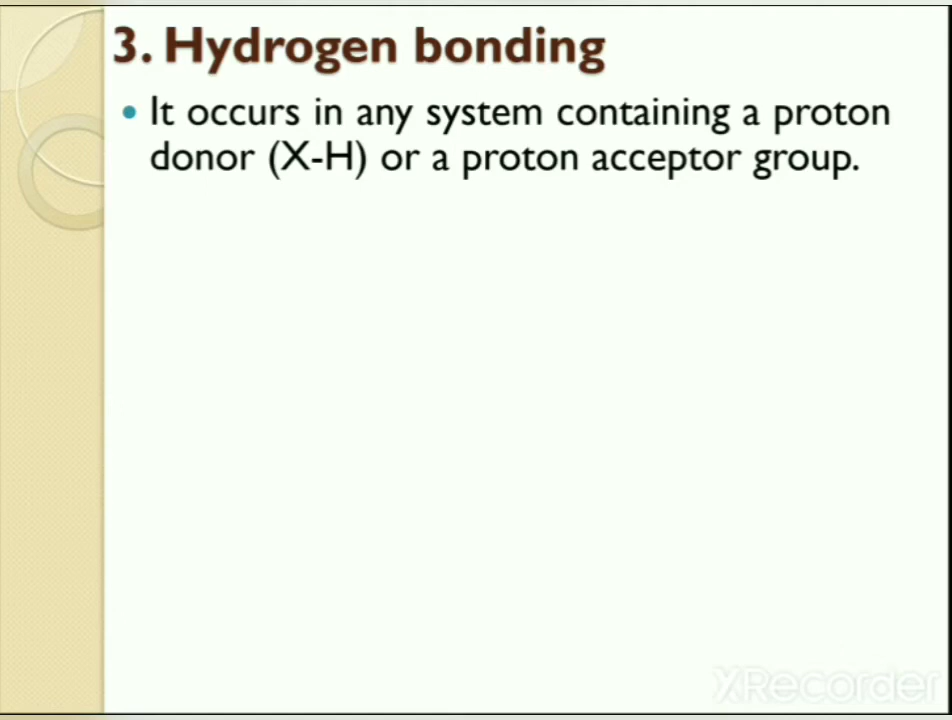 3. Hydrogen bonding
• It occurs in any system containing a proton
donor (X-H) or a proton acceptor group.
XRecorder